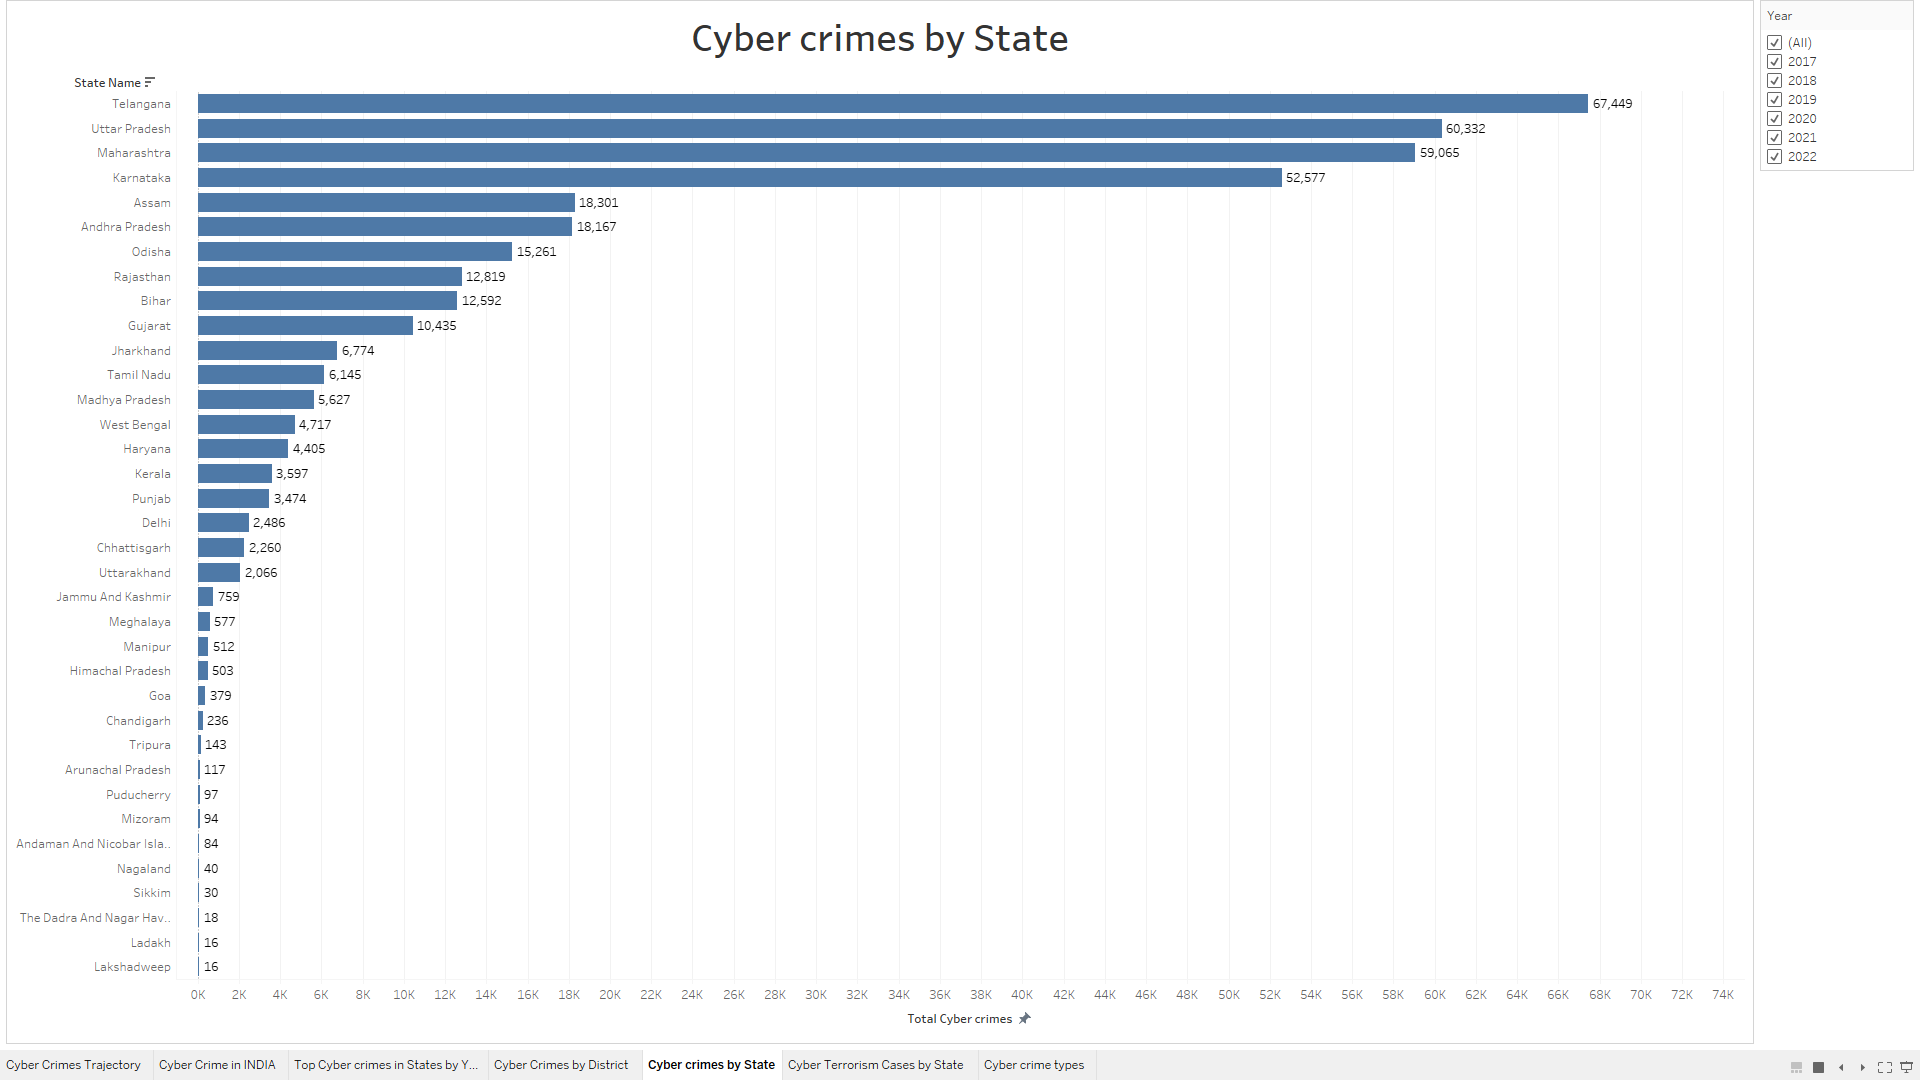 Cyber crimes by State
State Name
Telangana 67,449
Uttar Pradesh 60,332
Maharashtra 59,065
Karnataka 52,577
Assam 18,301
Andhra Pradesh 18,167
Odisha 15,261
Rajasthan 12,819
Bihar 12,592
Gujarat 10,435
Jharkhand 6,774
Tamil Nadu 6,145
Madhya Pradesh 5,627
West Bengal 4,717
Haryana 4,405
Kerala 3,597
Punjab 3,474
Delhi 2,486
Chhattisgarh 2,260
Uttarakhand 2,066
Jammu And Kashmir 759
Meghalaya 577
Manipur 512
Himachal Pradesh 503
Goa 379
Chandigarh 236
Tripura 143
Arunachal Pradesh 117
Puducherry 97
Mizoram 94
Andaman And Nicobar Isla.. 84
Nagaland 40
Sikkim 30
The Dadra And Nagar Hav.. 18
Ladakh 16
Lakshadweep 16
0K 2K 4K 6K 8K 10K 12K 14K 16K 18K 20K 22K 24K 26K 28K 30K 32K 34K 36K 38K 40K 42K 44K 46K 48K 50K 52K 54K 56K 58K 60K 62K 64K 66K 68K 70K 72K 74K
Total Cyber crimes
Year
(All)
2017
2018
2019
2020
2021
2022
Cyber Crimes Trajectory Cyber Crime in INDIA Top Cyber crimes in States by Y... Cyber Crimes by District Cyber crimes by State Cyber Terrorism Cases by State Cyber crime types